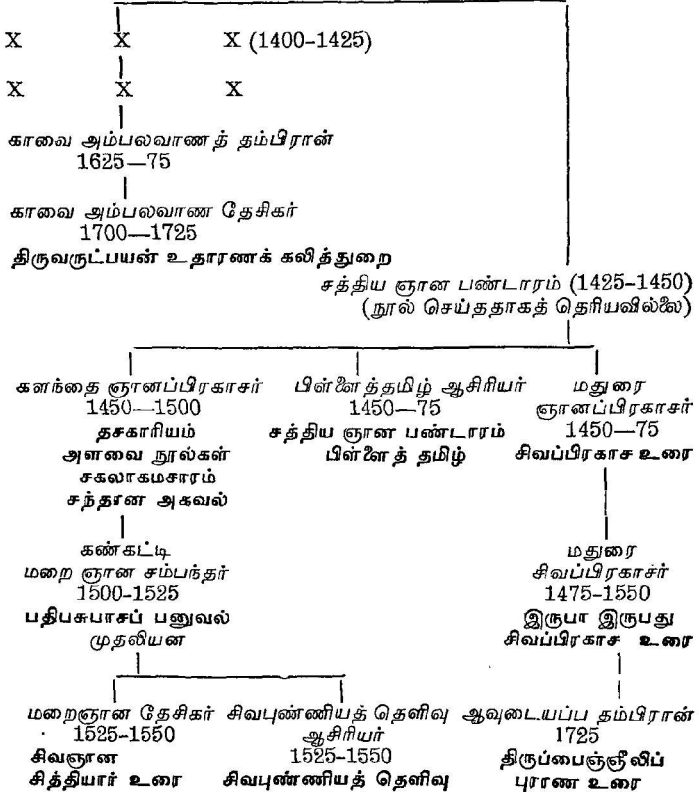 X X X (1400-1425)
X X X
காவை அம்பலவாணத் தம்பிரான்
1625—75
காவை அம்பலவாண தேசிகர்
1700—1725
திருவருட்பயன் உதாரணக் கலித்துறை
சத்திய ஞான பண்டாரம் (1425-1450)
(நூல் செய்ததாகத் தெரியவில்லை)
களந்தை ஞானப்பிரகாசர் பிள்ளைத்தமிழ் ஆசிரியர் மதுரை
1450—1500 1450—75 ஞானப்பிரகாசர்
தசகாரியம் சத்திய ஞான பண்டாரம் 1450—75
அளவை நூல்கள் பிள்ளைத் தமிழ் சிவப்பிரகாச உரை
சகலாகமசாரம்
சந்தான அகவல்
கண்கட்டி மதுரை
மறை ஞான சம்பந்தர் சிவப்பிரகாசர்
1500-1525 1475-1550
பதிபசுபாசப் பனுவல் இருபா இருபது
முதலியன சிவப்பிரகாச உரை
மறைஞான தேசிகர் சிவபுண்ணியத் தெளிவு ஆவுடையப்ப தம்பிரான்
1525-1550 ஆசிரியர் 1725
சிவஞான 1525-1550 திருப்பைஞ்ஞீலிப்
சித்தியார் உரை சிவபுண்ணியத் தெளிவு புராண உரை